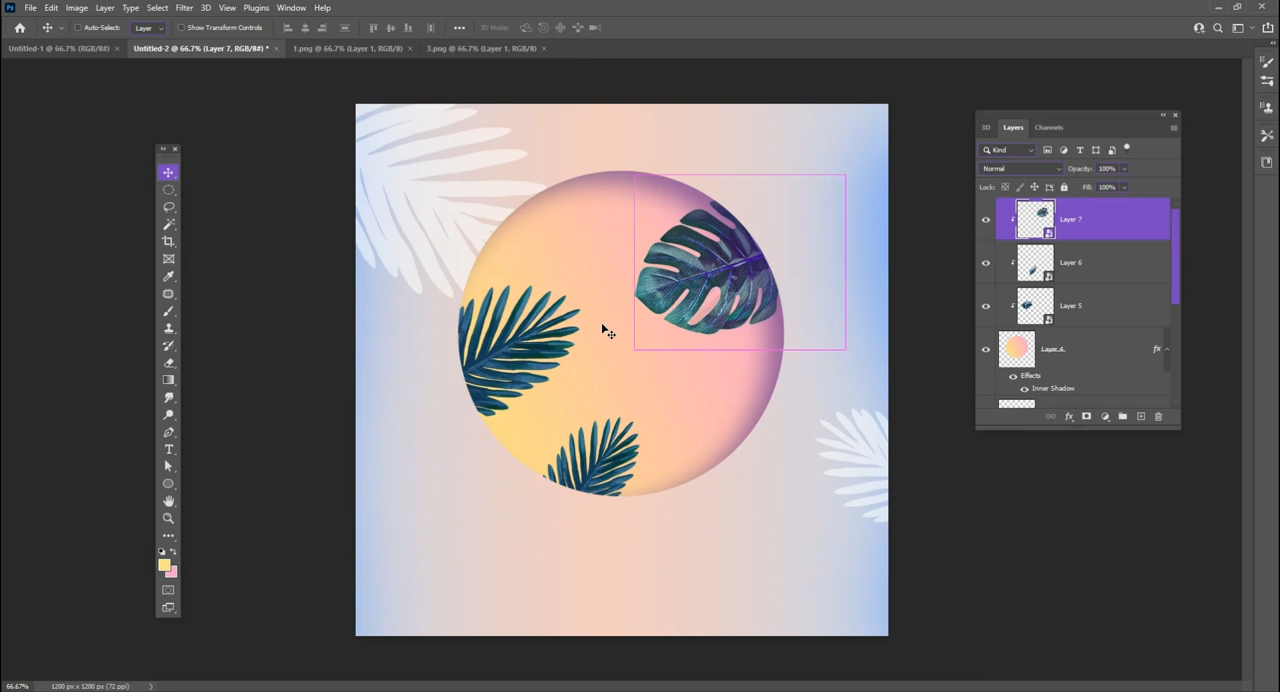 Ps File Edit Image Layer Type Select Filter 3D View Plugins Window Help
Auto-Select: Layer Show Transform Controls 3D Mode:
Untitled-1 @ 66.7% (RGB/8#) × Untitled-2 @ 66.7% (Layer 7, RGB/8#) * × 1.png @ 66.7% (Layer 1, RGB/8) × 3.png @ 66.7% (Layer 1, RGB/8) ×
3D Layers Channels
Kind
Normal Opacity: 100%
Lock: Fill: 100%
Layer 7
Layer 6
Layer 5
Layer 4 fx
Effects
Inner Shadow
fx
T
66.67% 1200 px x 1200 px (72 ppi)